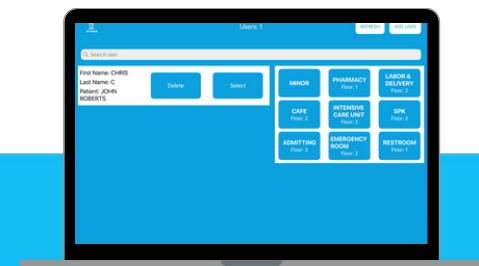 Users: 1
REFRESH
ADD USER
Search user
First Name: CHRIS
Last Name: C
Patient: JOHN
ROBERTS
Delete
Select
MINOR
PHARMACY
Floor: 1
LABOR &
DELIVERY
Floor: 2
CAFE
Floor: 2
INTENSIVE
CARE UNIT
Floor: 2
SPK
Floor: 2
ADMITTING
Floor: 3
EMERGENCY
ROOM
Floor: 2
RESTROOM
Floor: 1